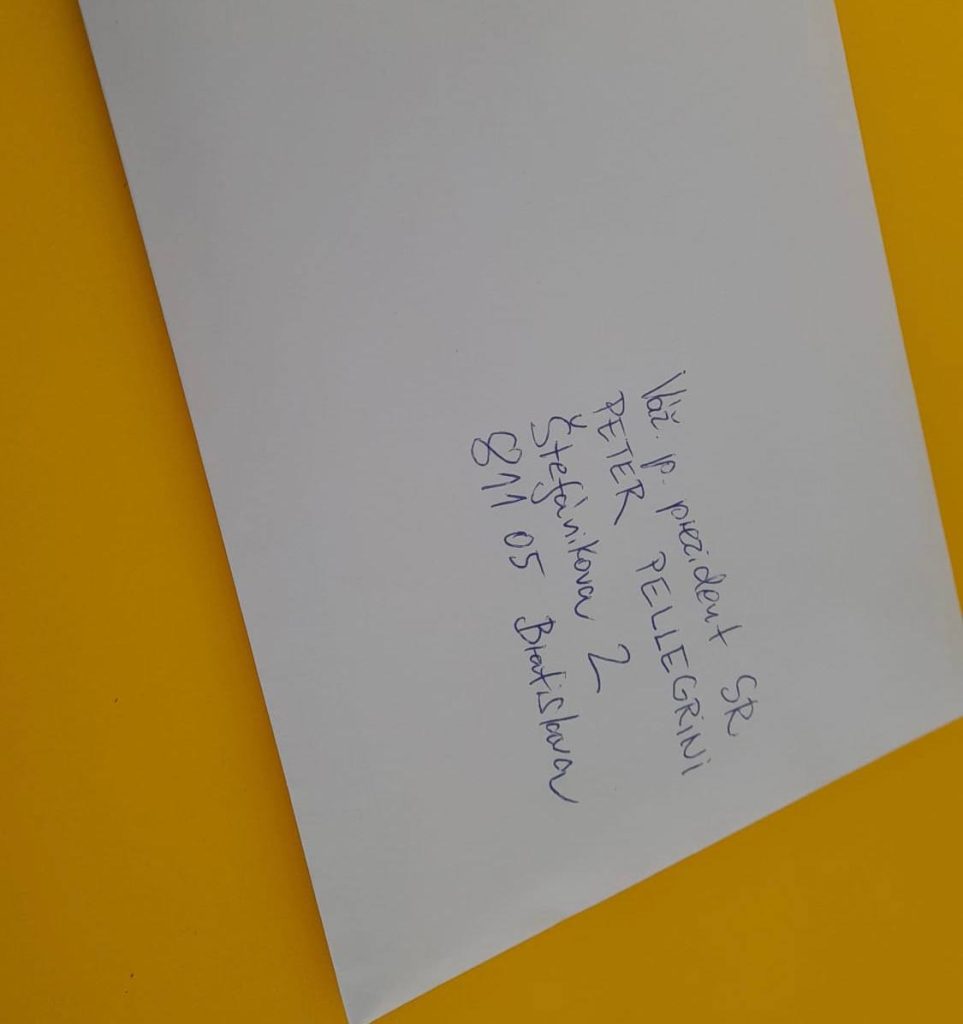 Váž. p. prezident SR
PETER PELLEGRINI
Štefánikova 2
811 05 Bratislava